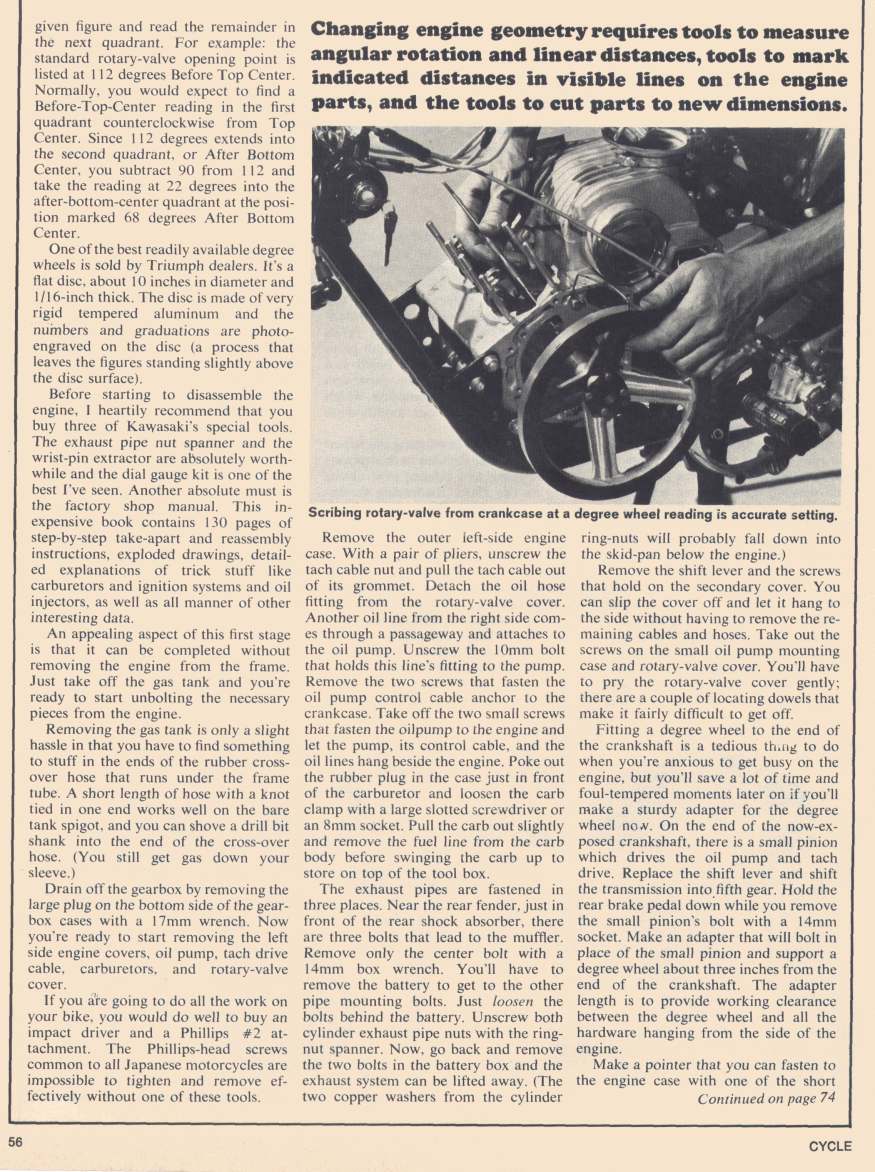 given figure and read the remainder in
the next quadrant. For example: the
standard rotary-valve opening point is
listed at 112 degrees Before Top Center.
Normally, you would expect to find a
Before-Top-Center reading in the first
quadrant counterclockwise from Top
Center. Since 112 degrees extends into
the second quadrant, or After Bottom
Center, you subtract 90 from 112 and
take the reading at 22 degrees into the
after-bottom-center quadrant at the posi-
tion marked 68 degrees After Bottom
Center.
One of the best readily available degree
wheels is sold by Triumph dealers. It's a
flat disc, about 10 inches in diameter and
1/16-inch thick. The disc is made of very
rigid tempered aluminum and the
numbers and graduations are photo-
engraved on the disc (a process that
leaves the figures standing slightly above
the disc surface).
Before starting to disassemble the
engine, I heartily recommend that you
buy three of Kawasaki's special tools.
The exhaust pipe nut spanner and the
wrist-pin extractor are absolutely worth-
while and the dial gauge kit is one of the
best I've seen. Another absolute must is
the factory shop manual. This in-
expensive book contains 130 pages of
step-by-step take-apart and reassembly
instructions, exploded drawings, detail-
ed explanations of trick stuff like
carburetors and ignition systems and oil
injectors, as well as all manner of other
interesting data.
An appealing aspect of this first stage
is that it can be completed without
removing the engine from the frame.
Just take off the gas tank and you're
ready to start unbolting the necessary
pieces from the engine.
Removing the gas tank is only a slight
hassle in that you have to find something
to stuff in the ends of the rubber cross-
over hose that runs under the frame
tube. A short length of hose with a knot
tied in one end works well on the bare
tank spigot, and you can shove a drill bit
shank into the end of the cross-over
hose. (You still get gas down your
sleeve.)
Drain off the gearbox by removing the
large plug on the bottom side of the gear-
box cases with a 17mm wrench. Now
you're ready to start removing the left
side engine covers, oil pump, tach drive
cable, carburetors, and rotary-valve
cover.
If you are going to do all the work on
your bike, you would do well to buy an
impact driver and a Phillips #2 at-
tachment. The Phillips-head screws
common to all Japanese motorcycles are
impossible to tighten and remove ef-
fectively without one of these tools.
Changing engine geometry requires tools to measure
angular rotation and linear distances, tools to mark
indicated distances in visible lines on the engine
parts, and the tools to cut parts to new dimensions.
Scribing rotary-valve from crankcase at a degree wheel reading is accurate setting.
Remove the outer left-side engine
case. With a pair of pliers, unscrew the
tach cable nut and pull the tach cable out
of its grommet. Detach the oil hose
fitting from the rotary-valve cover.
Another oil line from the right side com-
es through a passageway and attaches to
the oil pump. Unscrew the 10mm bolt
that holds this line's fitting to the pump.
Remove the two screws that fasten the
oil pump control cable anchor to the
crankcase. Take off the two small screws
that fasten the oilpump to the engine and
let the pump, its control cable, and the
oil lines hang beside the engine. Poke out
the rubber plug in the case just in front
of the carburetor and loosen the carb
clamp with a large slotted screwdriver or
an 8mm socket. Pull the carb out slightly
and remove the fuel line from the carb
body before swinging the carb up to
store on top of the tool box.
The exhaust pipes are fastened in
three places. Near the rear fender, just in
front of the rear shock absorber, there
are three bolts that lead to the muffler.
Remove only the center bolt with a
14mm box wrench. You'll have to
remove the battery to get to the other
pipe mounting bolts. Just loosen the
bolts behind the battery. Unscrew both
cylinder exhaust pipe nuts with the ring-
nut spanner. Now, go back and remove
the two bolts in the battery box and the
exhaust system can be lifted away. (The
two copper washers from the cylinder
ring-nuts will probably fall down into
the skid-pan below the engine.)
Remove the shift lever and the screws
that hold on the secondary cover. You
can slip the cover off and let it hang to
the side without having to remove the re-
maining cables and hoses. Take out the
screws on the small oil pump mounting
case and rotary-valve cover. You'll have
to pry the rotary-valve cover gently;
there are a couple of locating dowels that
make it fairly difficult to get off.
Fitting a degree wheel to the end of
the crankshaft is a tedious thing to do
when you're anxious to get busy on the
engine, but you'll save a lot of time and
foul-tempered moments later on if you'll
make a sturdy adapter for the degree
wheel now. On the end of the now-ex-
posed crankshaft, there is a small pinion
which drives the oil pump and tach
drive. Replace the shift lever and shift
the transmission into fifth gear. Hold the
rear brake pedal down while you remove
the small pinion's bolt with a 14mm
socket. Make an adapter that will bolt in
place of the small pinion and support a
degree wheel about three inches from the
end of the crankshaft. The adapter
length is to provide working clearance
between the degree wheel and all the
hardware hanging from the side of the
engine.
Make a pointer that you can fasten to
the engine case with one of the short
Continued on page 74
56
CYCLE